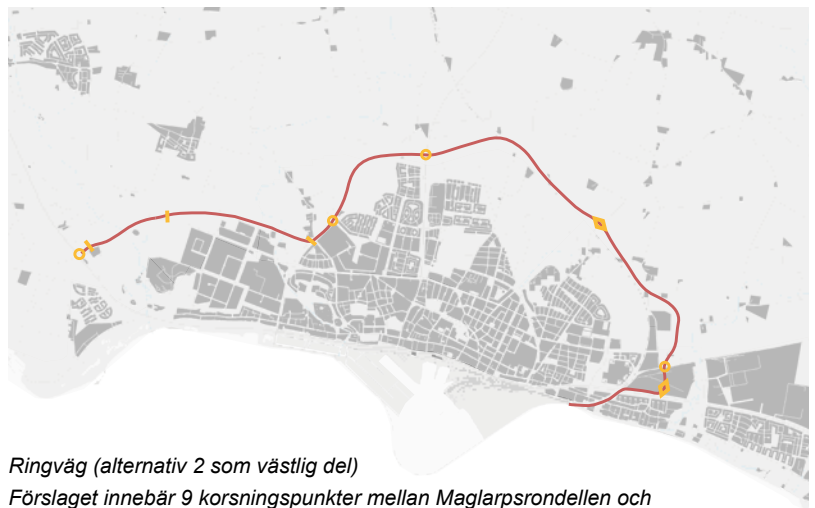 Ringväg (alternativ 2 som västlig del)
Förslaget innebär 9 korsningspunkter mellan Maglarpsrondellen och